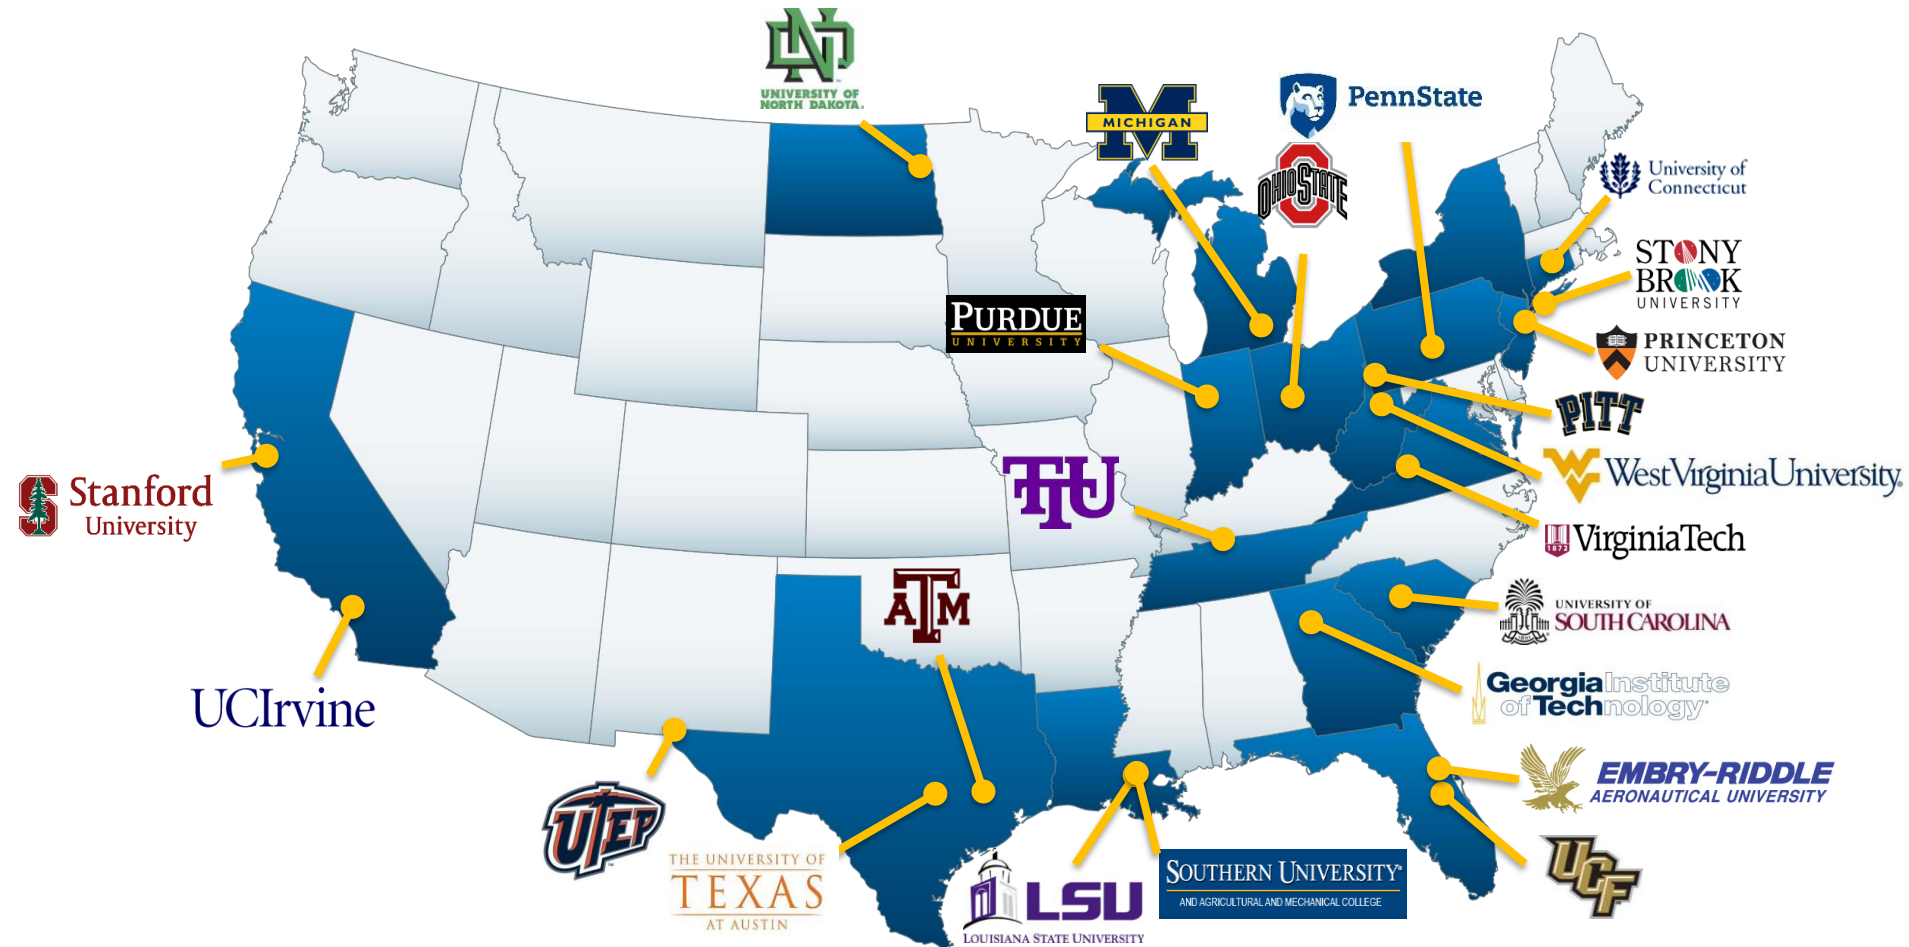 UNIVERSITY OF
NORTH DAKOTA.
MICHIGAN
PennState
OHIO STATE
University of
Connecticut
STONY
BROOK
UNIVERSITY
PURDUE
UNIVERSITY
PRINCETON
UNIVERSITY
PITT
WestVirginiaUniversity.
TTU
Stanford
University
1872
VirginiaTech
ATM
UNIVERSITY OF
SOUTH CAROLINA
UCIrvine
Georgia Institute
of Technology
EMBRY-RIDDLE
AERONAUTICAL UNIVERSITY
UTEP
THE UNIVERSITY OF
TEXAS
AT AUSTIN
LSU
LOUISIANA STATE UNIVERSITY
SOUTHERN UNIVERSITY
AND AGRICULTURAL AND MECHANICAL COLLEGE
UCF